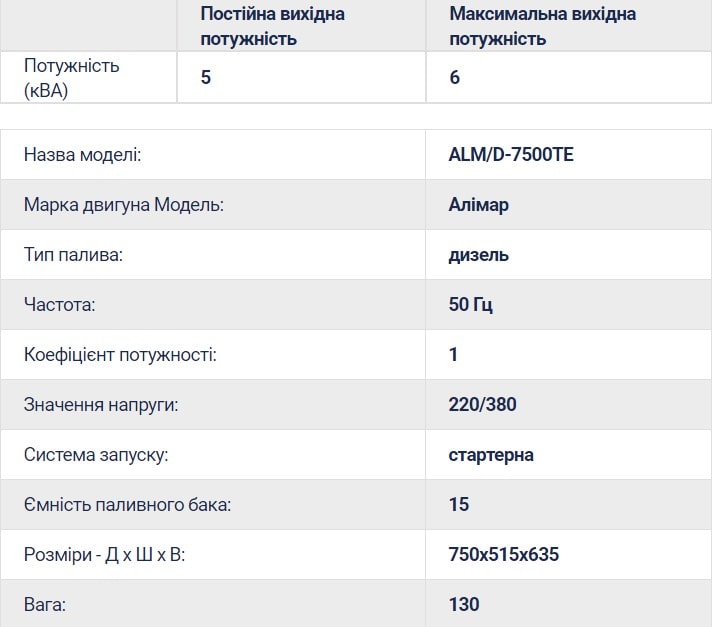 Постійна вихідна
потужність
Максимальна вихідна
потужність
Потужність
(кВА)
5
6
Назва моделі:
ALM/D-7500TE
Марка двигуна Модель:
Алімар
Тип палива:
дизель
Частота:
50 Гц
Коефіцієнт потужності:
1
Значення напруги:
220/380
Система запуску:
стартерна
Ємність паливного бака:
15
Розміри - Д х Ш х В:
750х515х635
Вага:
130